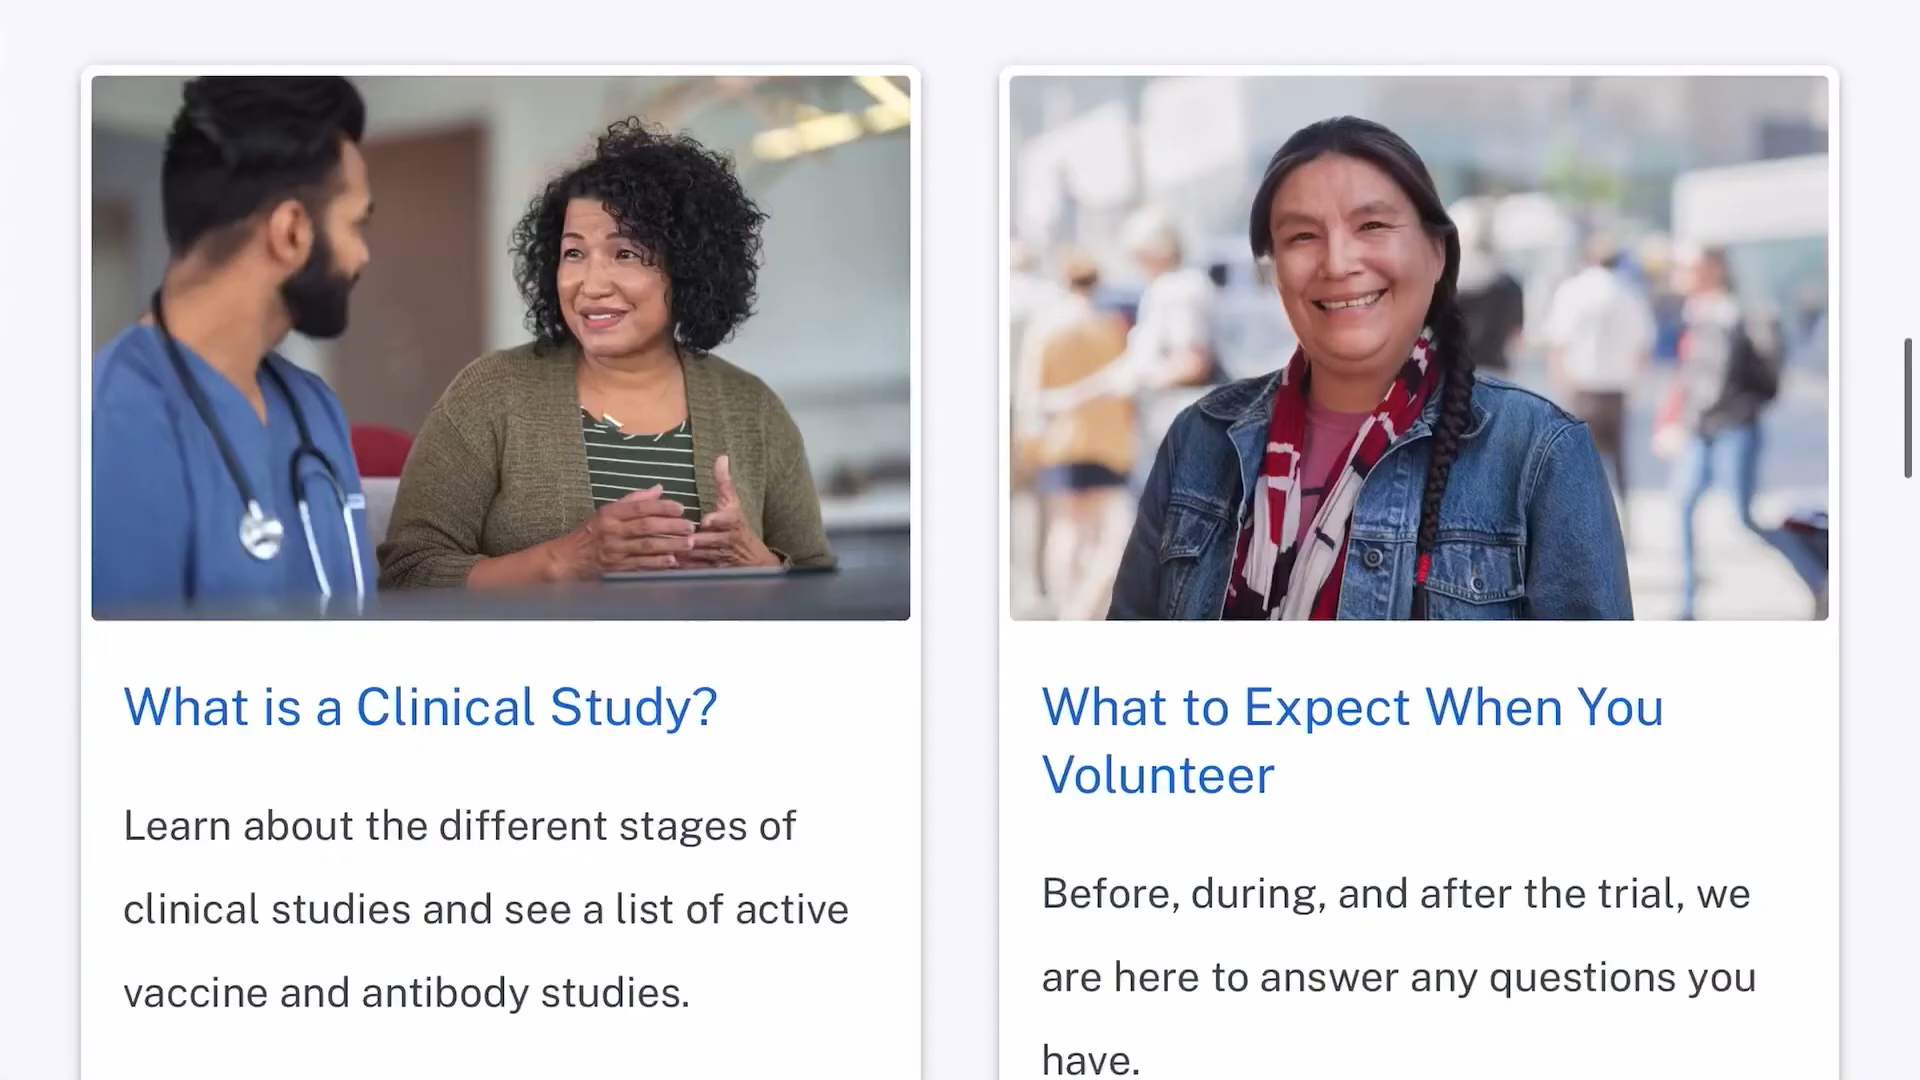 What is a Clinical Study?
Learn about the different stages of
clinical studies and see a list of active
vaccine and antibody studies.
What to Expect When You
Volunteer
Before, during, and after the trial, we
are here to answer any questions you
have.